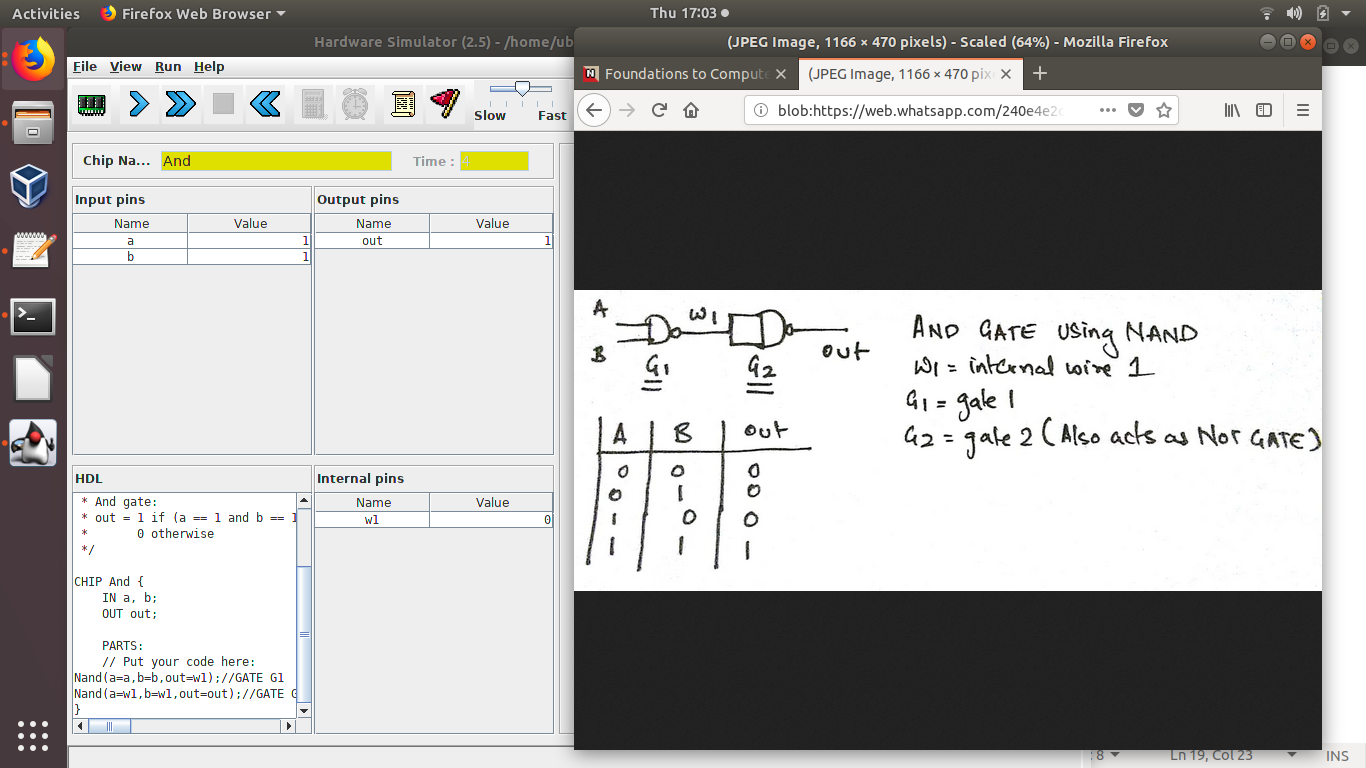 Activities Firefox Web Browser Thu 17:03
Hardware Simulator (2.5) - /home/ub
(JPEG Image, 1166 × 470 pixels) - Scaled (64%) - Mozilla Firefox
File View Run Help
Foundations to Compute
(JPEG Image, 1166 × 470 pix
Slow Fast
blob:https://web.whatsapp.com/240e4e2c
Chip Na... And Time : 4
Input pins
Name Value
a 1
b 1
Output pins
Name Value
out 1
HDL
* And gate:
* out = 1 if (a == 1 and b == 1
* 0 otherwise
*/
CHIP And {
IN a, b;
OUT out;
PARTS:
// Put your code here:
Nand(a=a,b=b,out=w1);//GATE G1
Nand(a=w1,b=w1,out=out);//GATE G
}
Internal pins
Name Value
w1 0
A
B
W1
out
G1 G2
A B out
0 0 0
0 1 0
1 0 0
1 1 1
AND GATE using NAND
W1 = internal wire 1
G1 = gate 1
G2 = gate 2 (Also acts as NOT GATE)
: 8 Ln 19, Col 23 INS